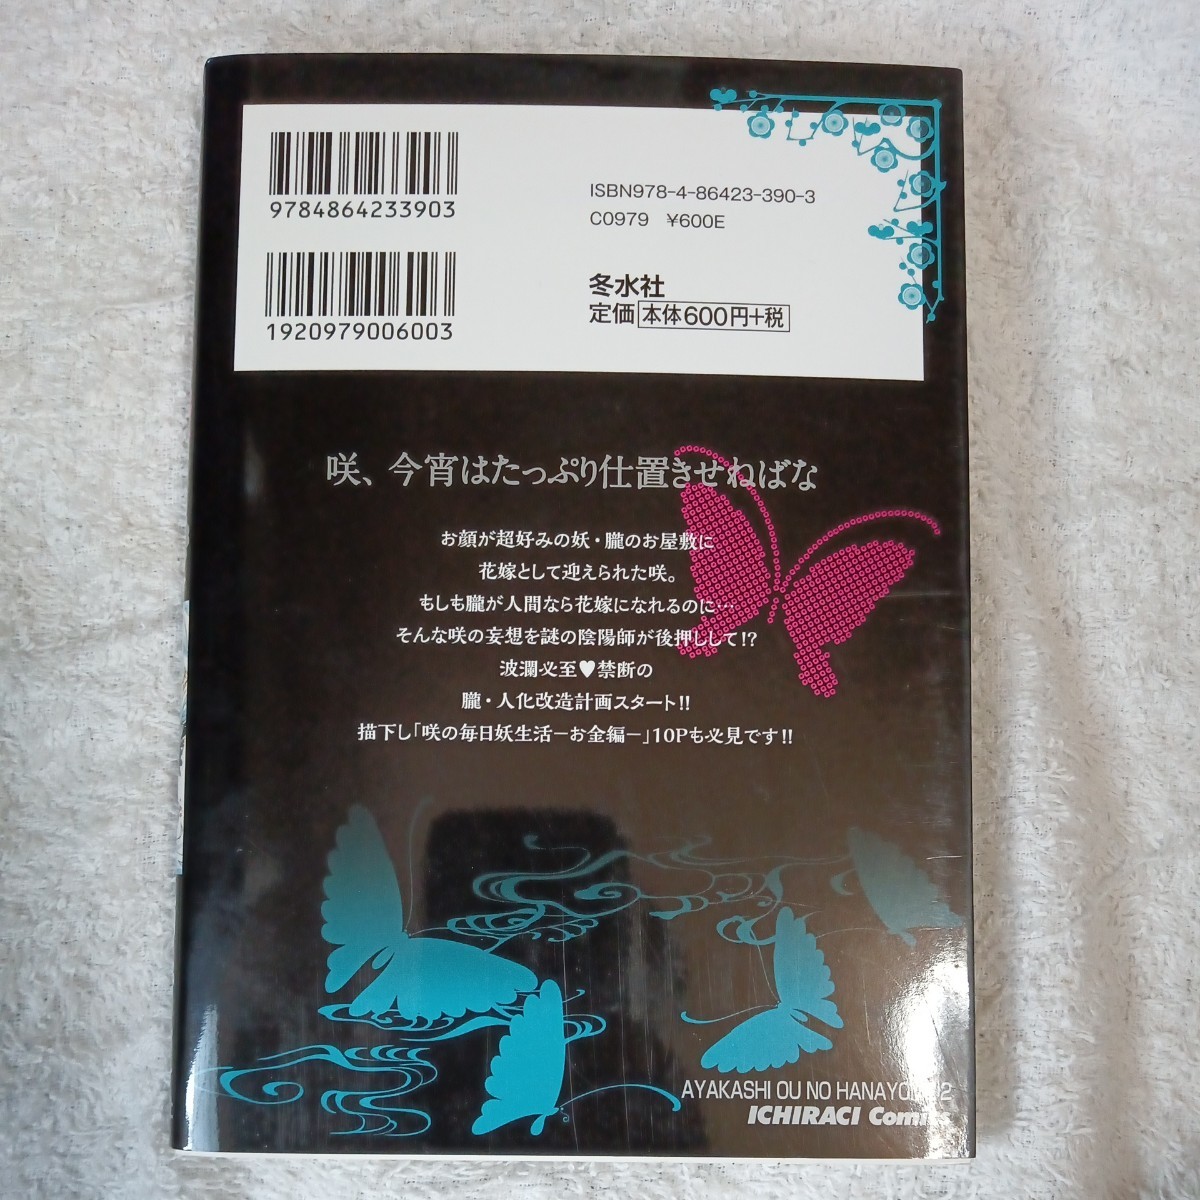 9784864233903
ISBN978-4-86423-390-3
C0979 ¥600E
1920979006003
冬水社
定価 本体600円+税
咲、今宵はたっぷり仕置きせねばな
お顔が超好みの妖・朧のお屋敷に
花嫁として迎えられた咲。
もしも朧が人間なら花嫁になれるのに…
そんな咲の妄想を謎の陰陽師が後押しして!?
波瀾必至♥禁断の
朧・人化改造計画スタート!!
描下し「咲の毎日妖生活−お金編−」10Pも必見です!!
AYAKASHI OU NO 2
ICHIRACI Comics